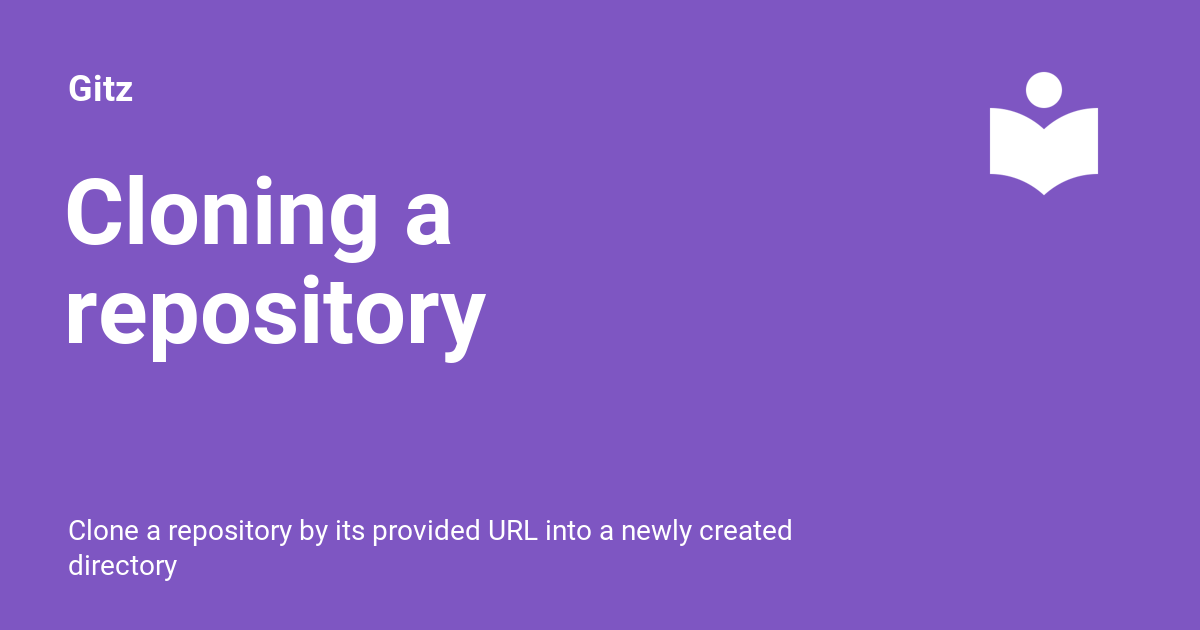 Gitz
Cloning a
repository
Clone a repository by its provided URL into a newly created
directory